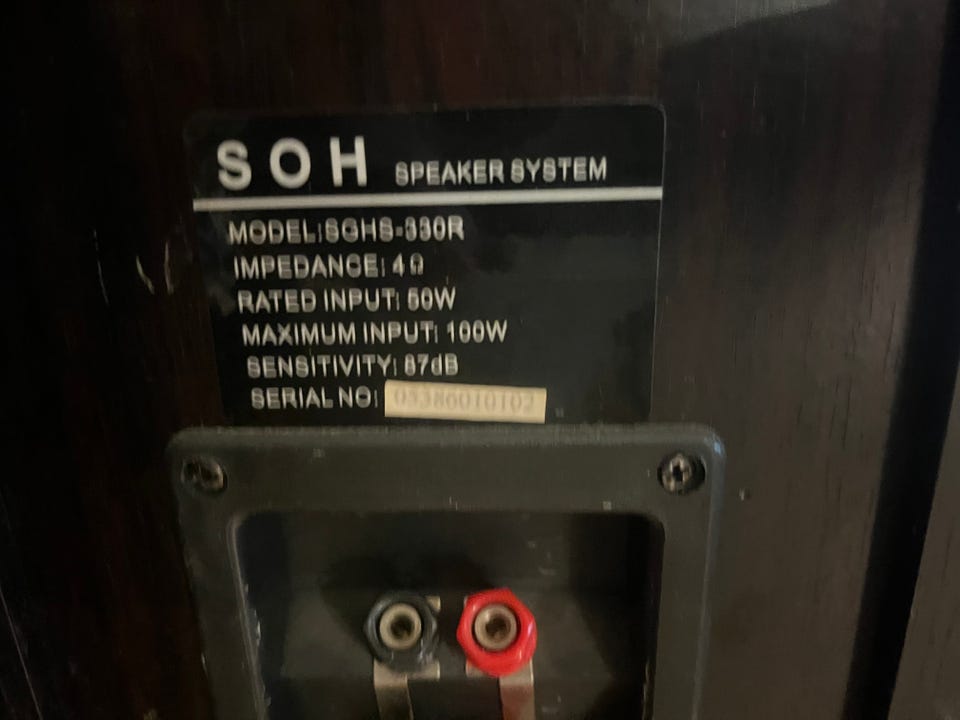 SOH SPEAKER SYSTEM
MODEL:SGHS-330R
IMPEDANCE: 4Ω
RATED INPUT: 50W
MAXIMUM INPUT: 100W
SENSITIVITY: 87dB
SERIAL NO: 03386010102